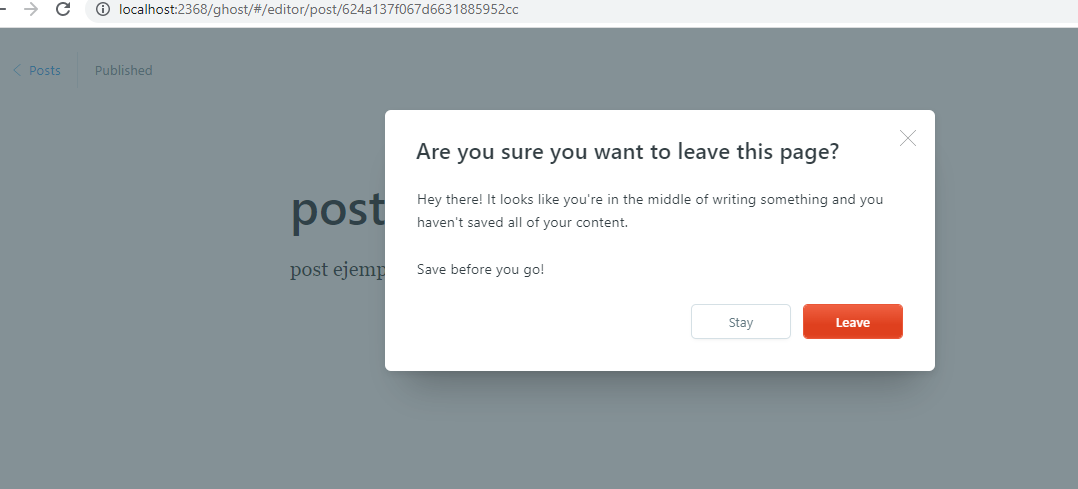 localhost:2368/ghost/#/editor/post/624a137f067d6631885952cc
Posts
Published
Are you sure you want to leave this page?
Hey there! It looks like you're in the middle of writing something and you
haven't saved all of your content.
Save before you go!
Stay
Leave
post
post ejemp